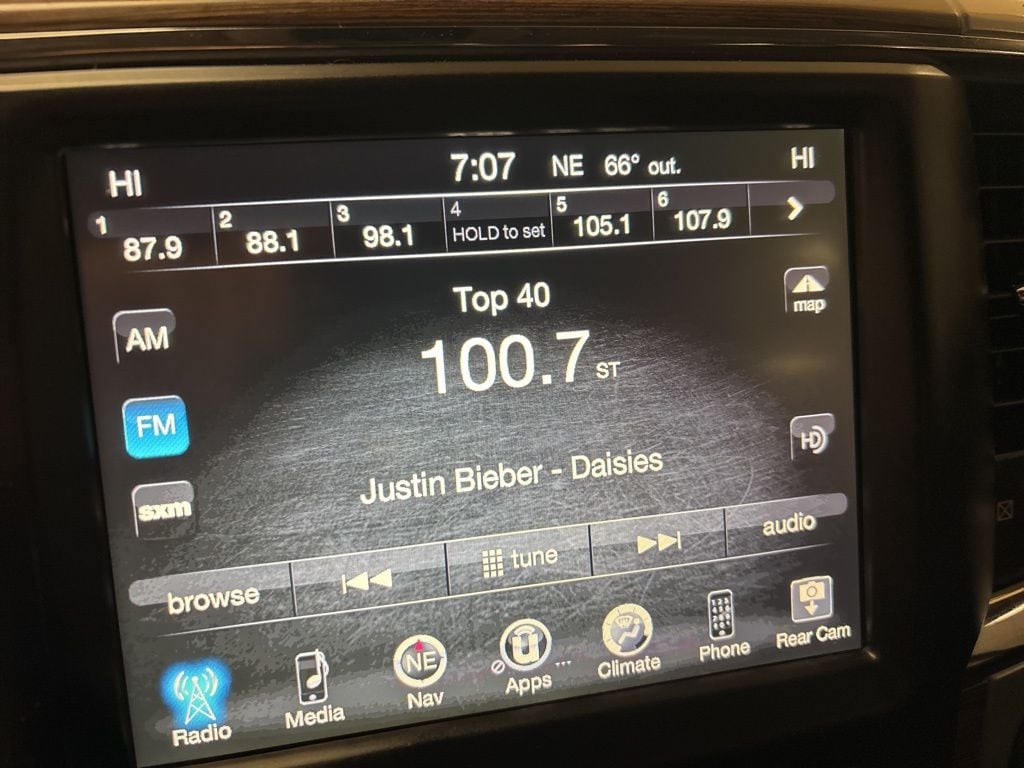 HI 7:07 NE 66° out. HI
1 2 3 4 5 6
87.9 88.1 98.1 HOLD to set 105.1 107.9 >
Top 40
map
AM
100.7 ST
FM
HD
Justin Bieber - Daisies
sxm
browse tune audio
NE U
Radio Media Nav Apps ... Climate Phone Rear Cam